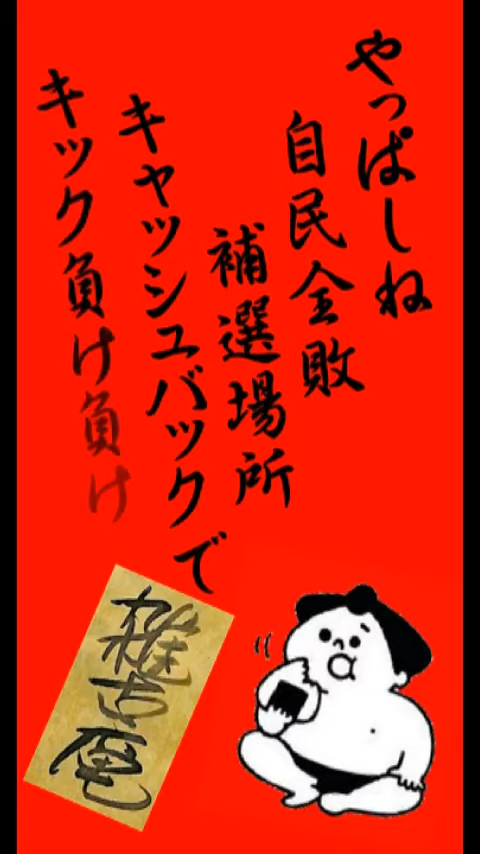 やっぱしね
自民全敗
補選場所
キャッシュバックで
キック負け負け